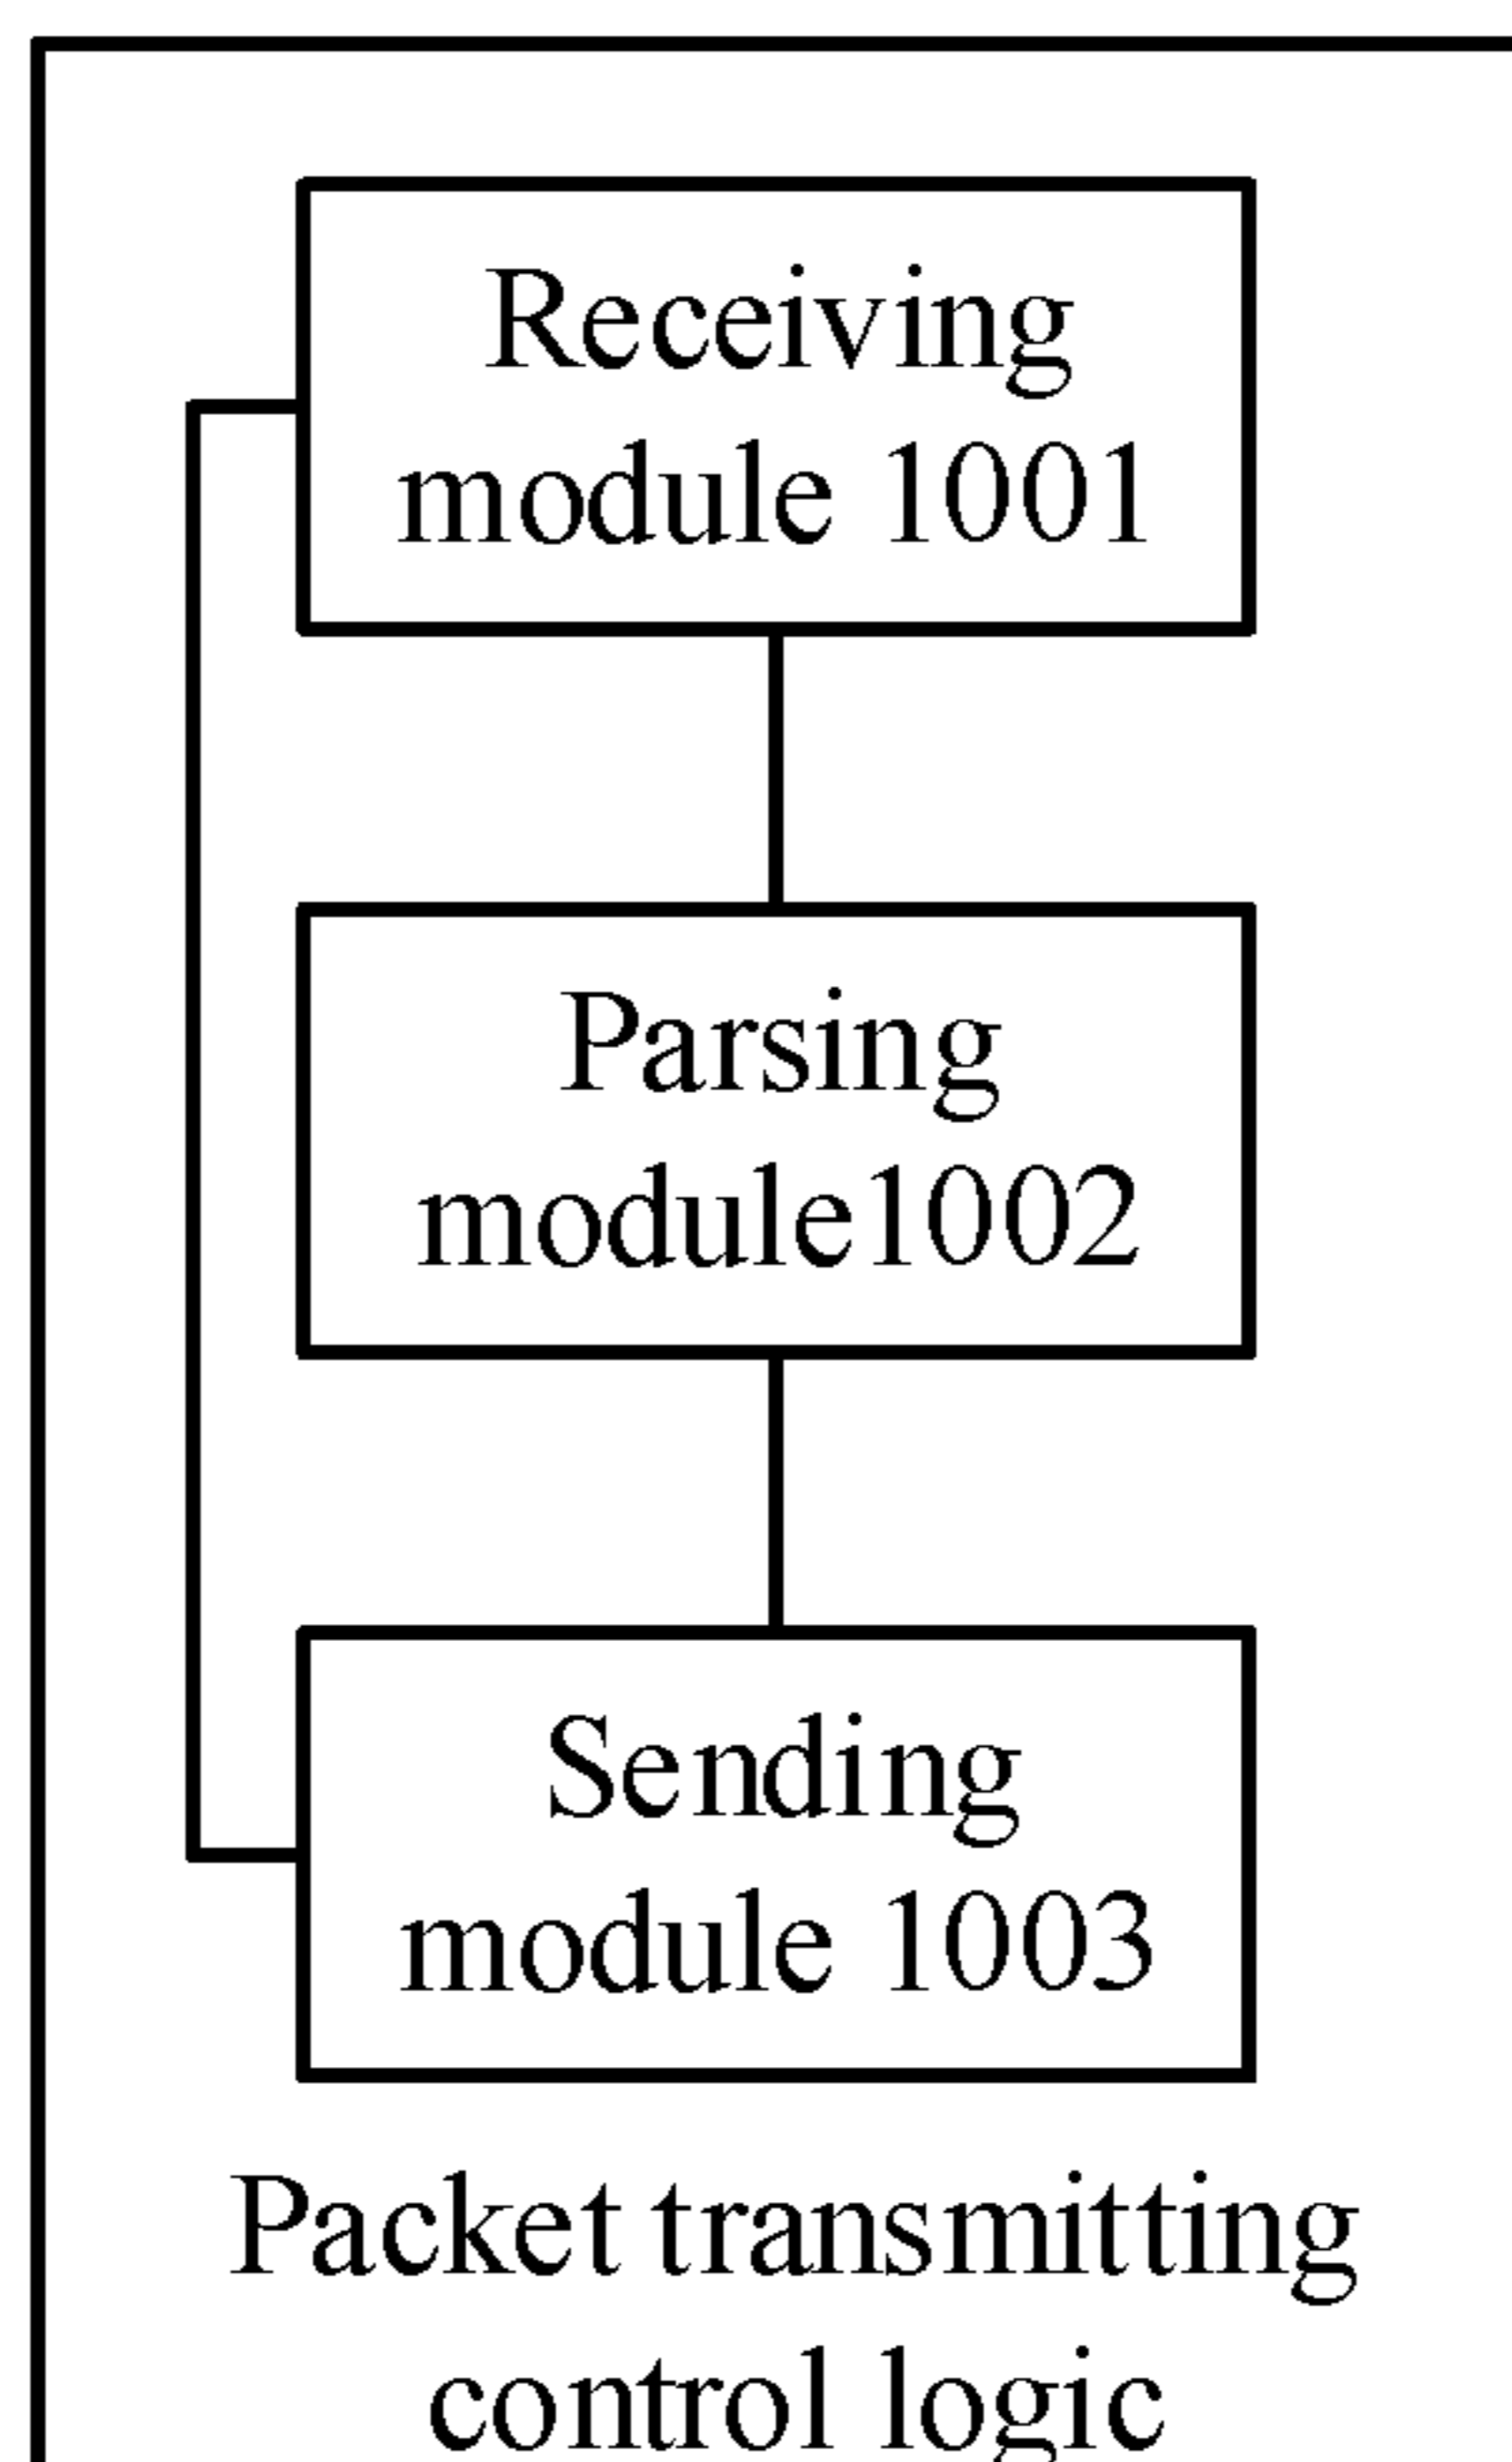 Receiving
module 1001
Parsing
module1002
Sending
module 1003
Packet transmitting
control logic